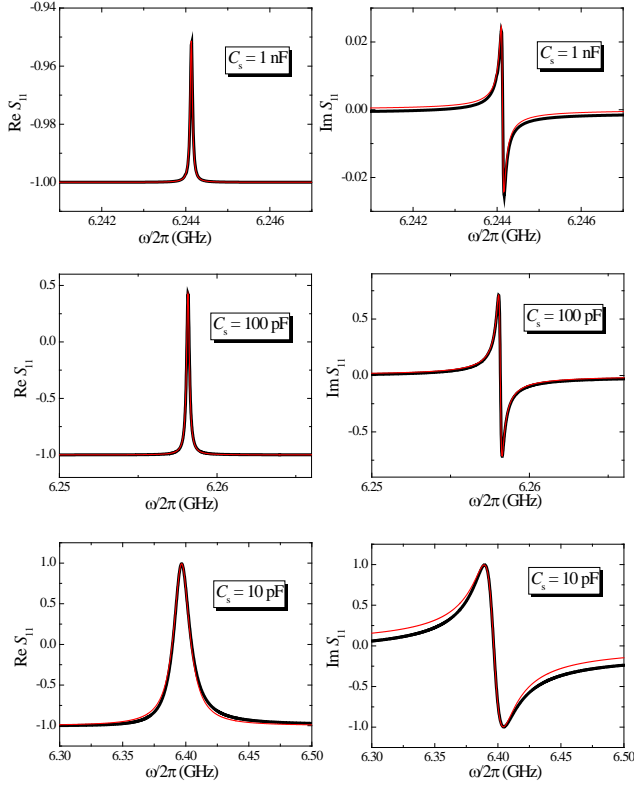 -0.94
-0.96
-0.98
-1.00
Re S₁₁
Cₛ = 1 nF
6.242 6.244 6.246
ω/2π (GHz)
0.02
0.00
-0.02
Im S₁₁
Cₛ = 1 nF
6.242 6.244 6.246
ω/2π (GHz)
0.5
0.0
-0.5
-1.0
Re S₁₁
Cₛ = 100 pF
6.25 6.26
ω/2π (GHz)
0.5
0.0
-0.5
Im S₁₁
Cₛ = 100 pF
6.25 6.26
ω/2π (GHz)
1.0
0.5
0.0
-0.5
-1.0
Re S₁₁
Cₛ = 10 pF
6.30 6.35 6.40 6.45 6.50
ω/2π (GHz)
1.0
0.5
0.0
-0.5
-1.0
Im S₁₁
Cₛ = 10 pF
6.30 6.35 6.40 6.45 6.50
ω/2π (GHz)